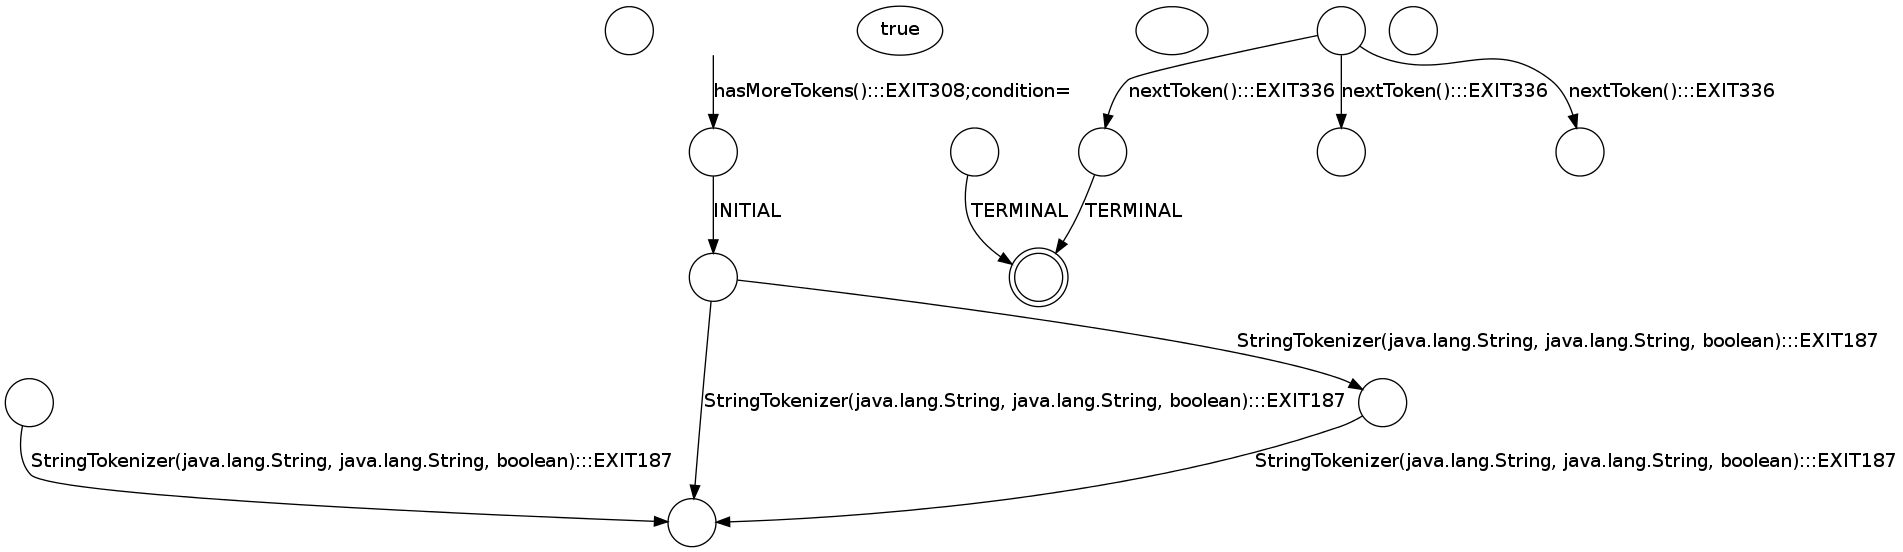 true
hasMoreTokens():::EXIT308;condition=
nextToken():::EXIT336
nextToken():::EXIT336
nextToken():::EXIT336
INITIAL
TERMINAL
TERMINAL
StringTokenizer(java.lang.String, java.lang.String, boolean):::EXIT187
StringTokenizer(java.lang.String, java.lang.String, boolean):::EXIT187
StringTokenizer(java.lang.String, java.lang.String, boolean):::EXIT187
StringTokenizer(java.lang.String, java.lang.String, boolean):::EXIT187